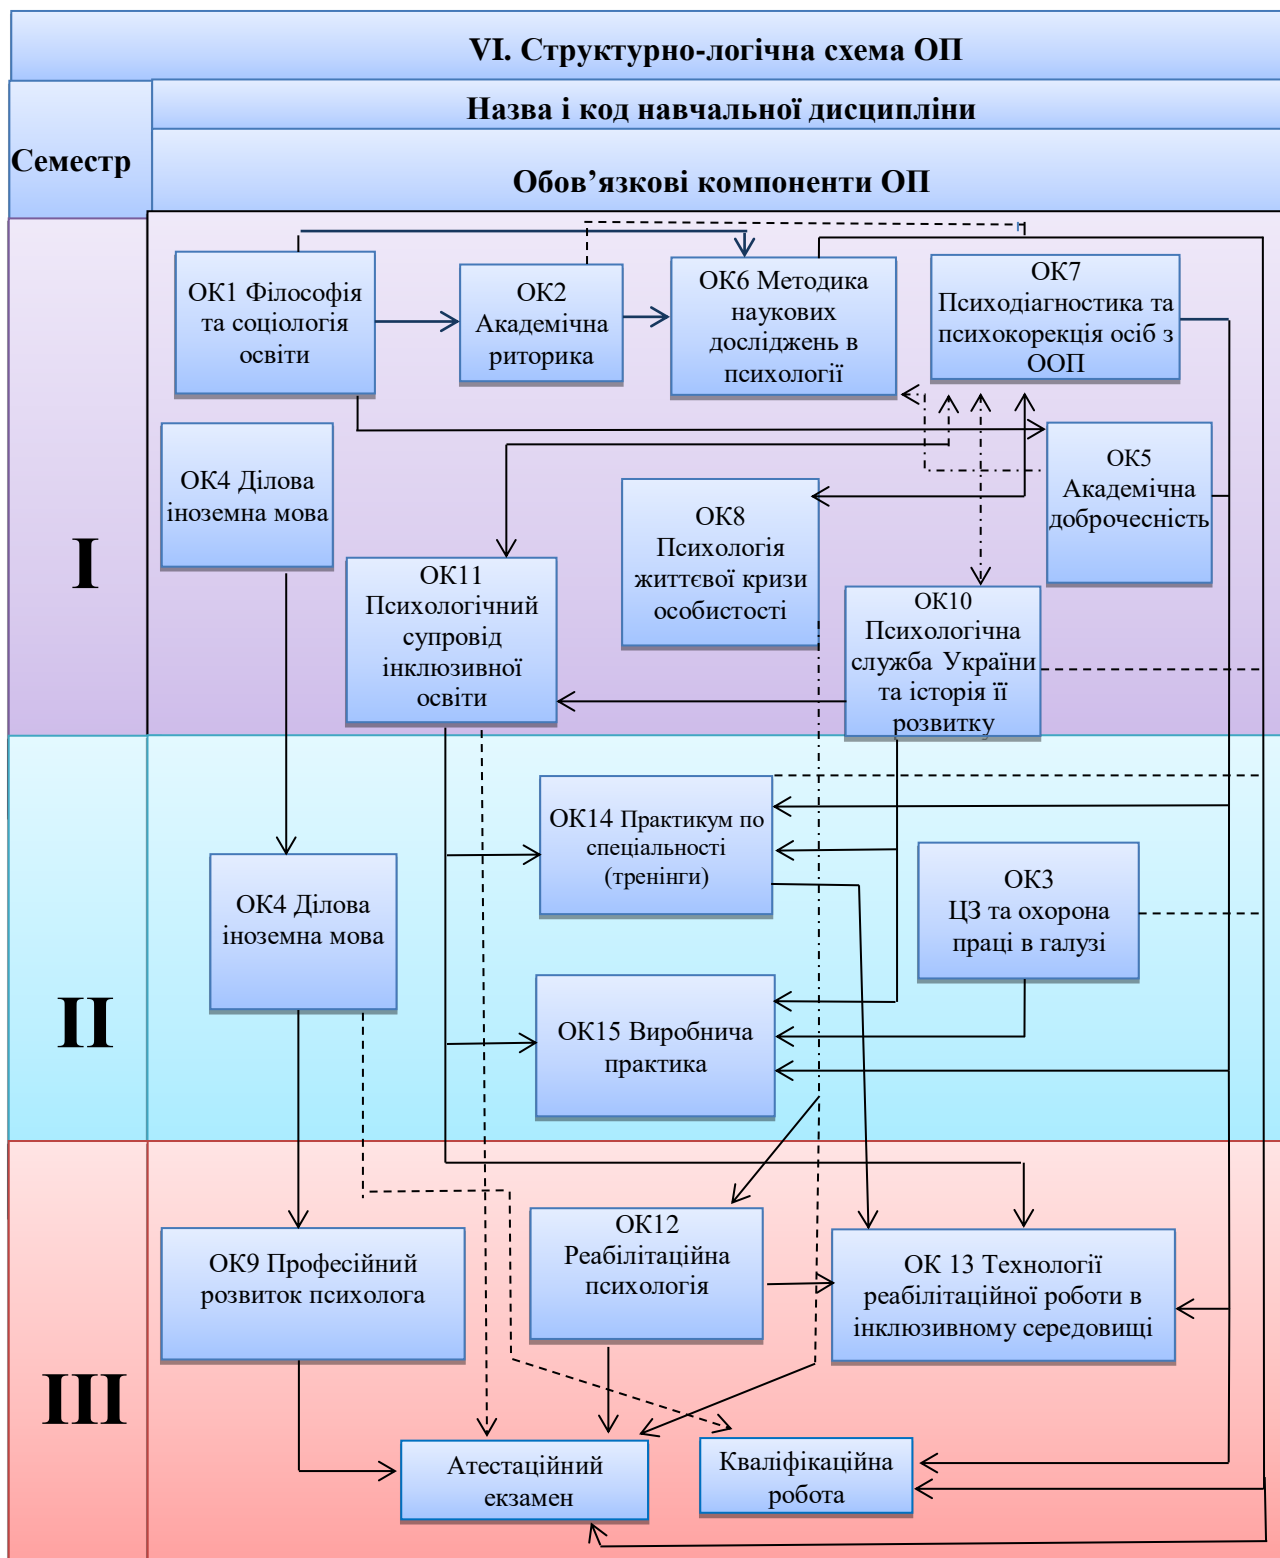 VI. Структурно-логічна схема ОП
Назва і код навчальної дисципліни
Семестр
Обов’язкові компоненти ОП
I
ОК1 Філософія
та соціологія
освіти
ОК2
Академічна
риторика
ОК6 Методика
наукових
досліджень в
психології
ОК7
Психодіагностика та
психокорекція осіб з
ООП
ОК4 Ділова
іноземна мова
ОК5
Академічна
доброчесність
ОК8
Психологія
життєвої кризи
особистості
ОК11
Психологічний
супровід
інклюзивної
освіти
ОК10
Психологічна
служба України
та історія її
розвитку
II
ОК14 Практикум по
спеціальності
(тренінги)
ОК4 Ділова
іноземна мова
ОК3
ЦЗ та охорона
праці в галузі
ОК15 Виробнича
практика
III
ОК9 Професійний
розвиток психолога
ОК12
Реабілітаційна
психологія
ОК 13 Технології
реабілітаційної роботи в
інклюзивному середовищі
Атестаційний
екзамен
Кваліфікаційна
робота